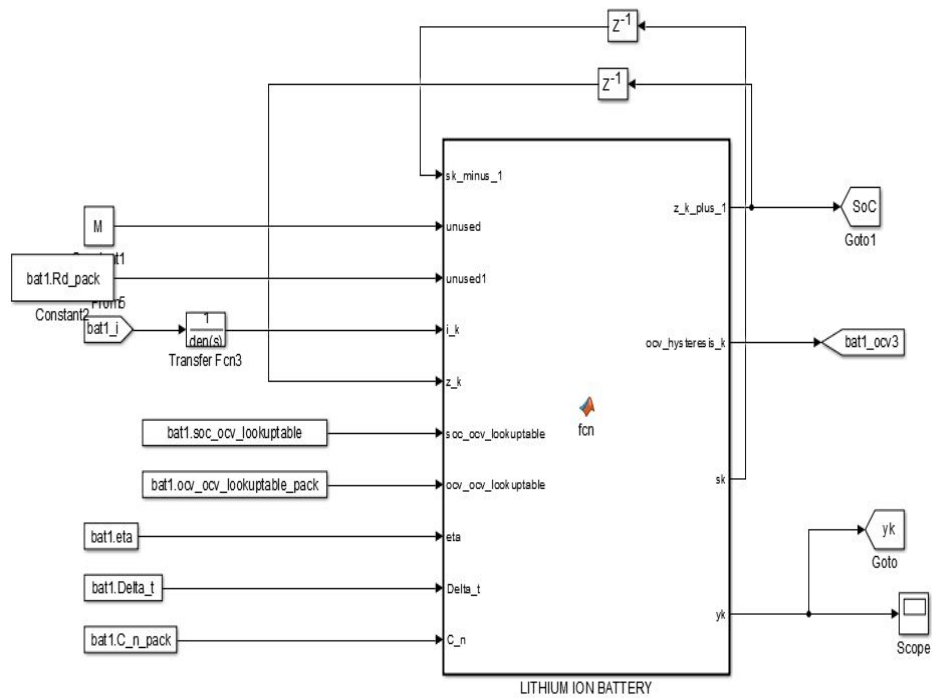 Z-1
Z-1
sk_minus_1
M
unused
z_k_plus_1
SoC
Goto1
bat1.Rd_pack
unused1
Constant2
bat1_i
1
den(s)
Transfer Fcn3
i_k
ocv_hysteresis_k
bat1_ocv3
z_k
fcn
bat1.soc_ocv_lookuptable
soc_ocv_lookuptable
bat1.ocv_ocv_lookuptable_pack
ocv_ocv_lookuptable
sk
bat1.eta
eta
yk
Goto
bat1.Delta_t
Delta_t
yk
bat1.C_n_pack
C_n
Scope
LITHIUM ION BATTERY